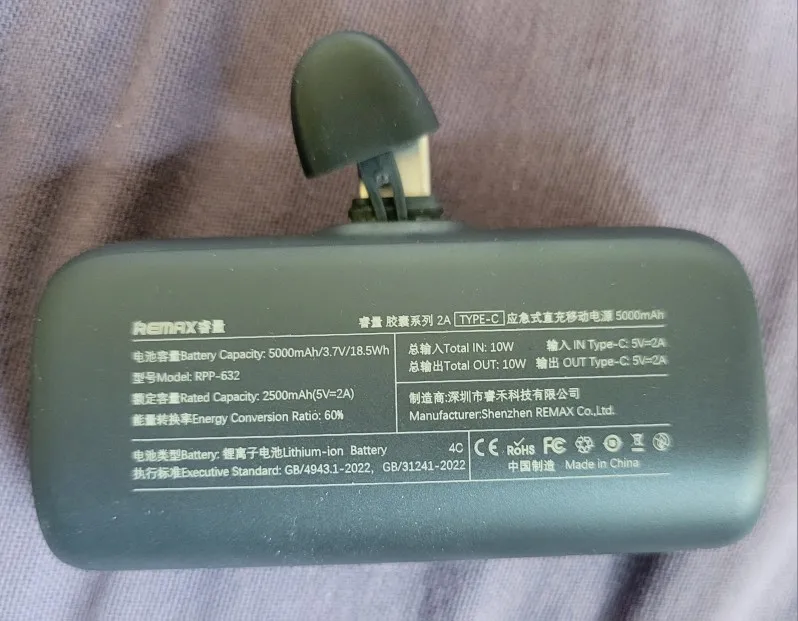 REMAX睿量
睿量 胶囊系列 2A TYPE-C 应急式直充移动电源 5000mAh
电池容量Battery Capacity: 5000mAh/3.7V/18.5Wh
型号Model: RPP-632
额定容量Rated Capacity: 2500mAh(5V=2A)
能量转换率Energy Conversion Ratio: 60%
总输入Total IN: 10W 输入 IN Type-C: 5V=2A
总输出Total OUT: 10W 输出 OUT Type-C: 5V=2A
制造商:深圳市睿禾科技有限公司
Manufacturer:Shenzhen REMAX Co.,Ltd.
电池类型Battery: 锂离子电池Lithium-ion Battery 4C
执行标准Executive Standard: GB/4943.1-2022, GB/31241-2022
CE RoHS FC
中国制造 Made in China